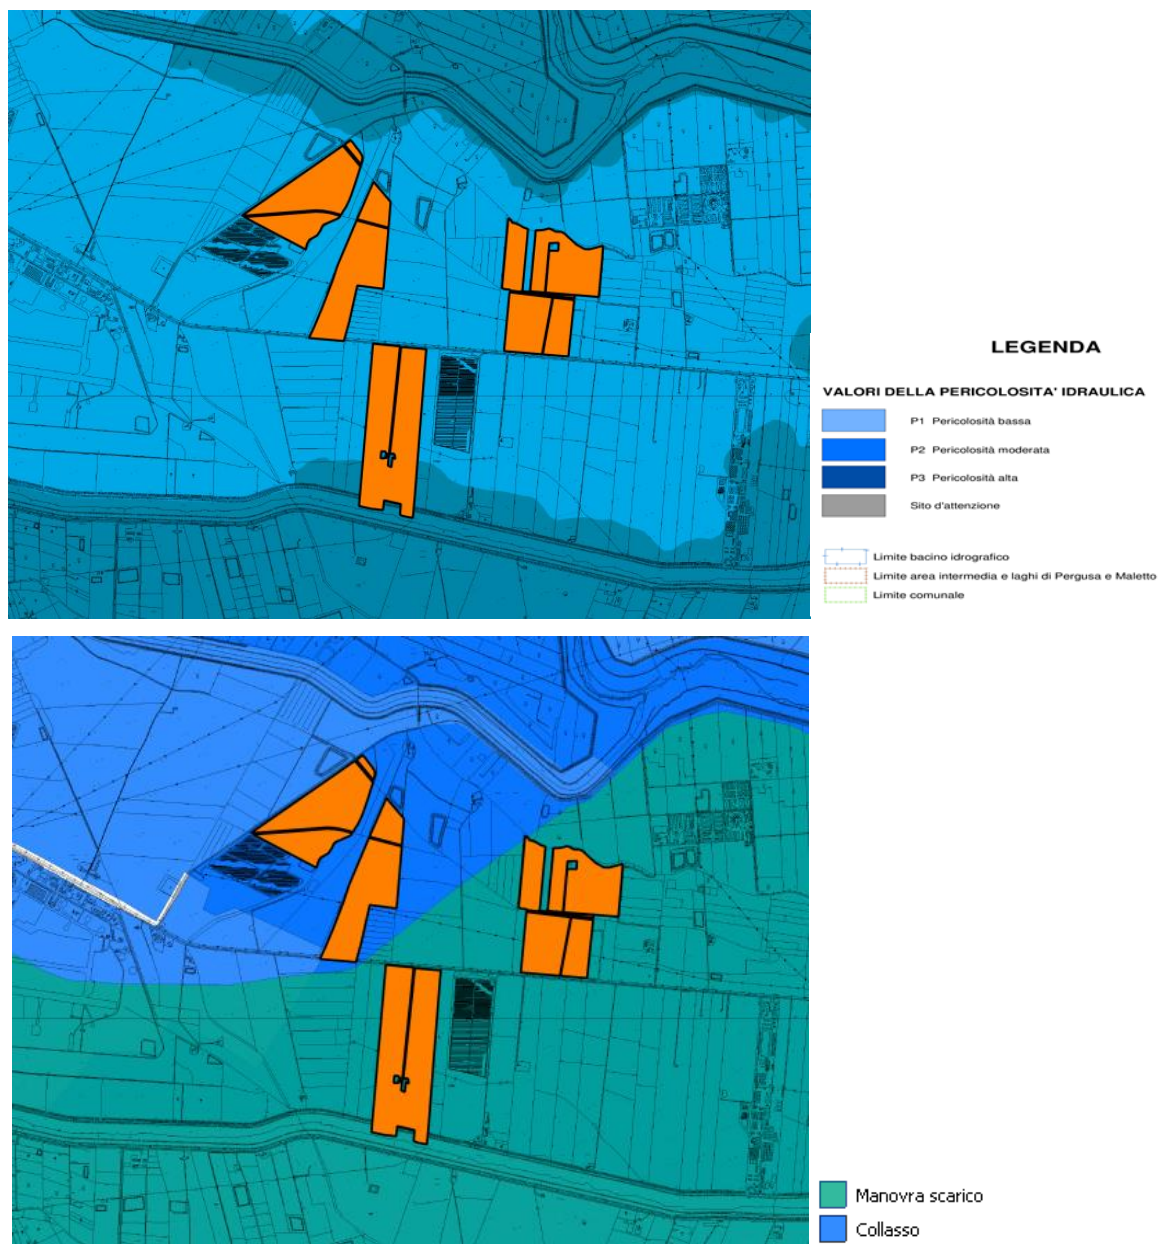 LEGENDA
VALORI DELLA PERICOLOSITA' IDRAULICA
P1 Pericolosità bassa
P2 Pericolosità moderata
P3 Pericolosità alta
Sito d'attenzione
Limite bacino idrografico
Limite area intermedia e laghi di Pergusa e Maletto
Limite comunale
Manovra scarico
Collasso